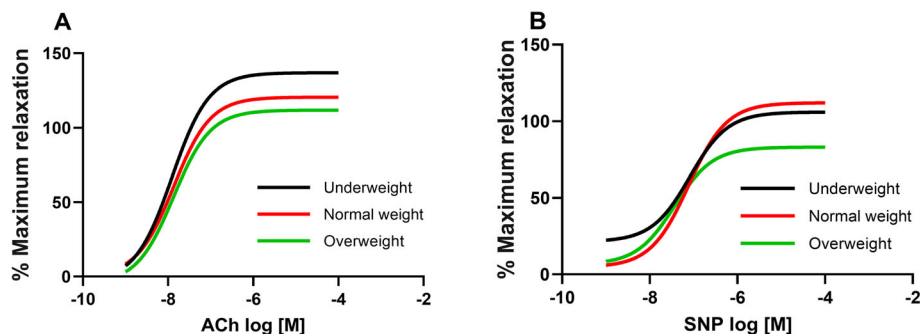 A
% Maximum relaxation
150
100
50
0
-10
-8
-6
-4
-2
ACh log [M]
Underweight
Normal weight
Overweight
B
% Maximum relaxation
150
100
50
0
-10
-8
-6
-4
-2
SNP log [M]
Underweight
Normal weight
Overweight